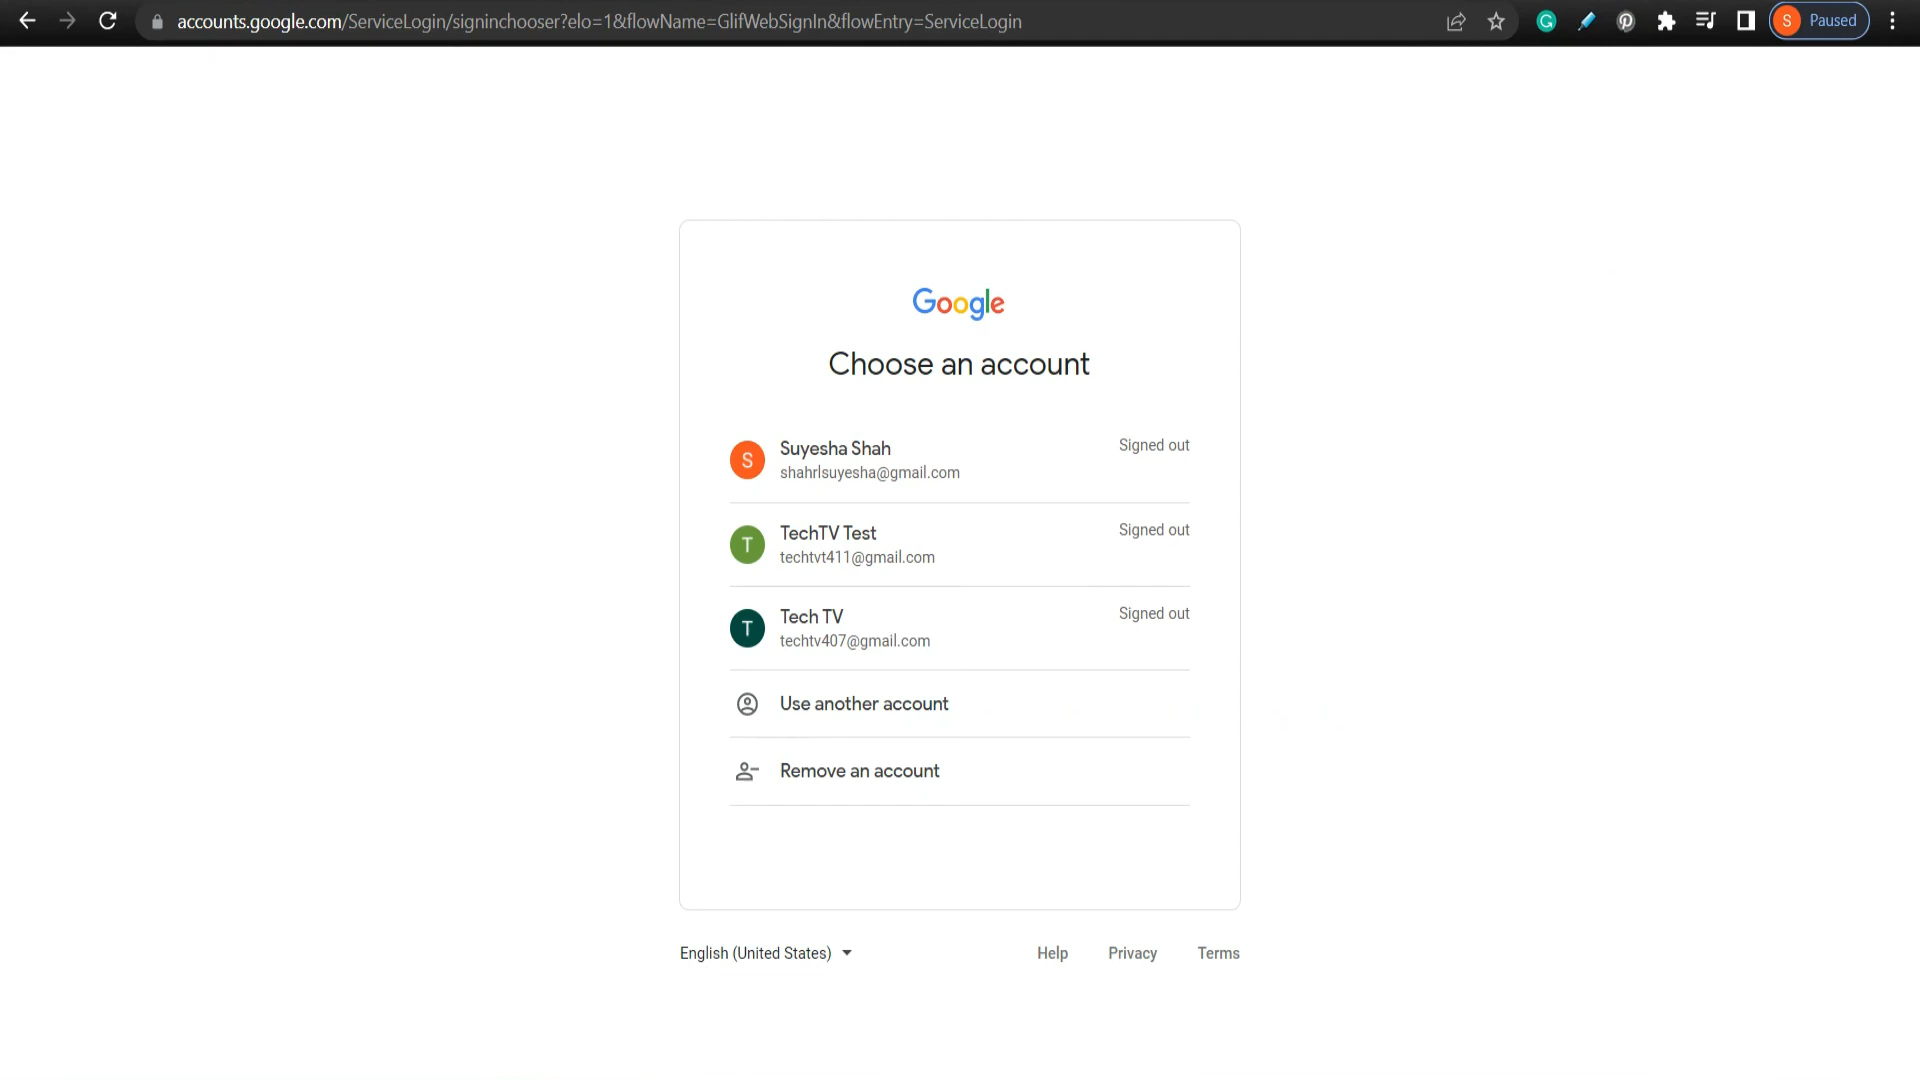 accounts.google.com/ServiceLogin/signinchooser?elo=1&flowName=GlifWebSignIn&flowEntry=ServiceLogin
G
S Paused
Google
Choose an account
S
Suyesha Shah
Signed out
shahrlsuyesha@gmail.com
T
TechTV Test
Signed out
techtvt411@gmail.com
T
Tech TV
Signed out
techtv407@gmail.com
Use another account
Remove an account
English (United States)
Help
Privacy
Terms